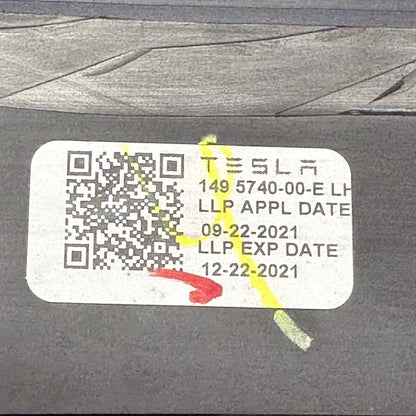 TESLA
149 5740-00-E LH
LLP APPL DATE
09-22-2021
LLP EXP DATE
12-22-2021